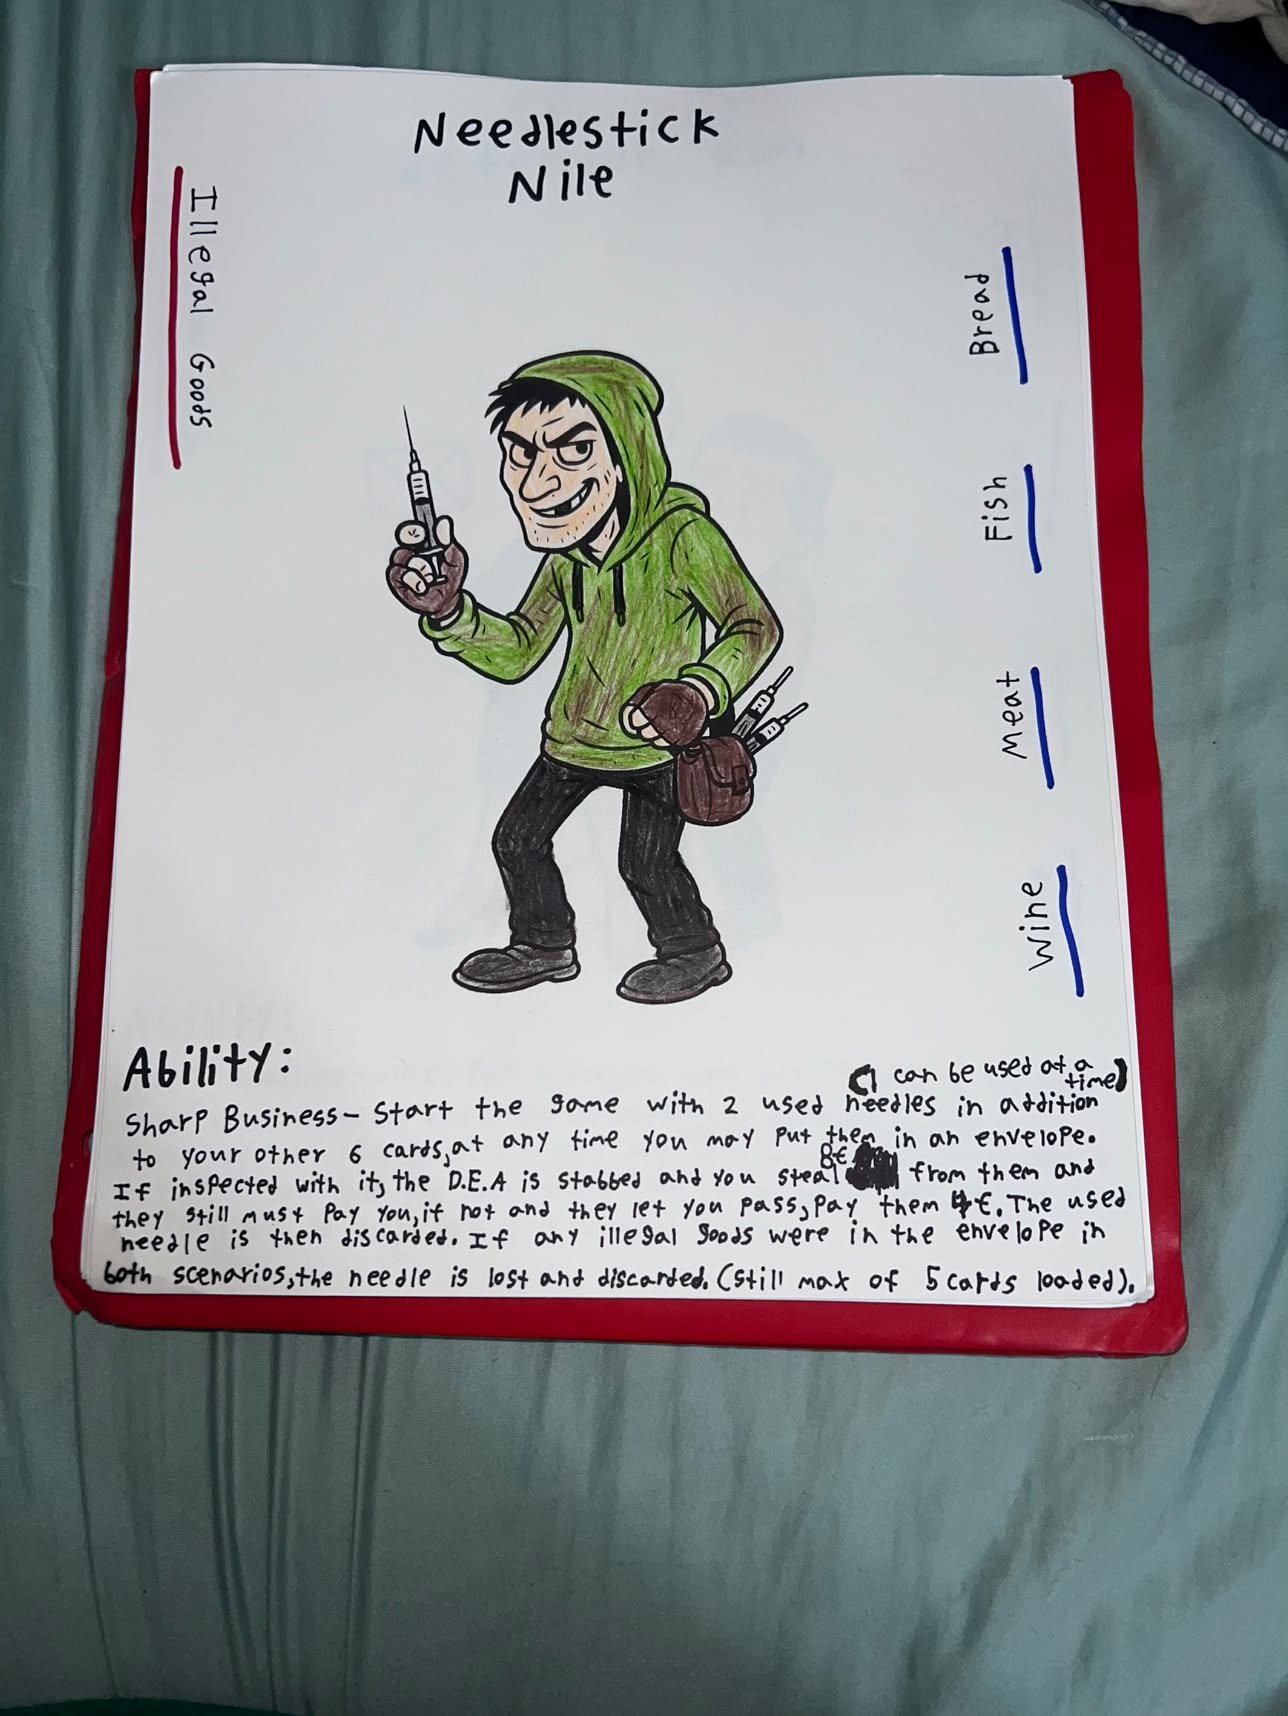 Needlestick
Nile
Illegal Goods
Bread
Fish
Meat
Wine
Ability:
(1 can be used at a
time)
Sharp Business- Start the game with 2 used needles in addition
to your other 6 cards, at any time you may put them in an envelope.
8€
If inspected with it, the D.E.A is stabbed and you steal from them and
they still must pay you, if not and they let you pass, pay them 4€. The used
needle is then discarded. If any illegal goods were in the envelope in
both scenarios, the needle is lost and discarded. (still max of 5 cards loaded).